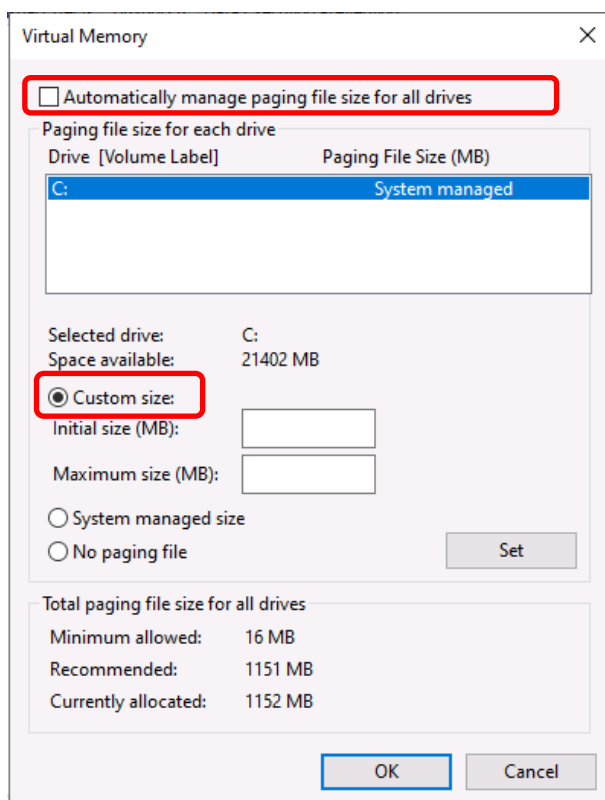 Virtual Memory
Automatically manage paging file size for all drives
Paging file size for each drive
Drive [Volume Label] Paging File Size (MB)
C: System managed
Selected drive: C:
Space available: 21402 MB
Custom size:
Initial size (MB):
Maximum size (MB):
System managed size
No paging file Set
Total paging file size for all drives
Minimum allowed: 16 MB
Recommended: 1151 MB
Currently allocated: 1152 MB
OK Cancel